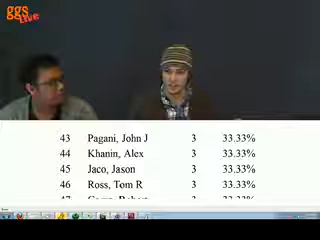 ggs
Live
43 Pagani, John J 3 33.33%
44 Khanin, Alex 3 33.33%
45 Jaco, Jason 3 33.33%
46 Ross, Tom R 3 33.33%